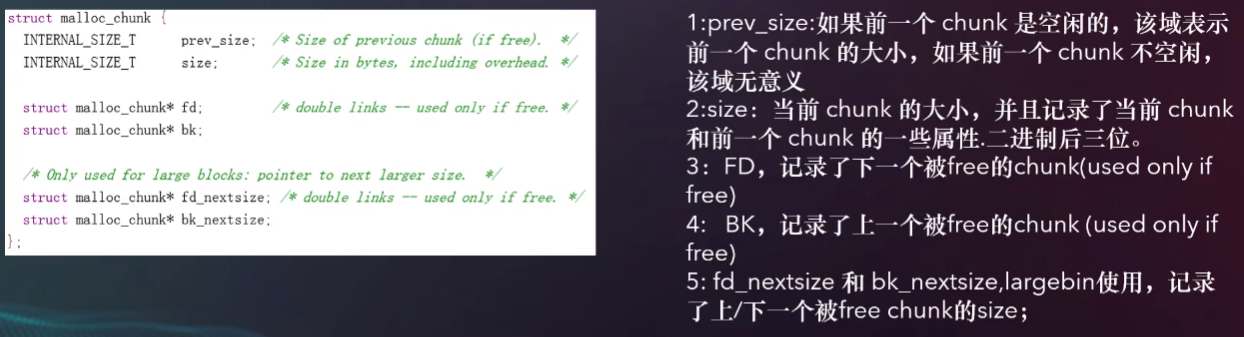 struct malloc_chunk {
INTERNAL_SIZE_T prev_size; /* Size of previous chunk (if free). */
INTERNAL_SIZE_T size; /* Size in bytes, including overhead. */
struct malloc_chunk* fd; /* double links -- used only if free. */
struct malloc_chunk* bk;
/* Only used for large blocks: pointer to next larger size. */
struct malloc_chunk* fd_nextsize; /* double links -- used only if free. */
struct malloc_chunk* bk_nextsize;
};
1:prev_size:如果前一个 chunk 是空闲的，该域表示
前一个 chunk 的大小，如果前一个 chunk 不空闲，
该域无意义
2:size：当前 chunk 的大小，并且记录了当前 chunk
和前一个 chunk 的一些属性.二进制后三位。
3：FD，记录了下一个被free的chunk(used only if
free)
4： BK，记录了上一个被free的chunk (used only if
free)
5: fd_nextsize 和 bk_nextsize,largebin使用，记录
了上/下一个被free chunk的size；